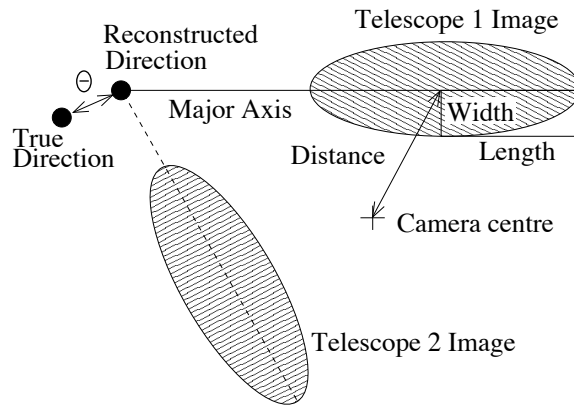 Telescope 1 Image
Reconstructed
Direction
Θ
Major Axis
Width
True
Direction
Distance
Length
Camera centre
Telescope 2 Image